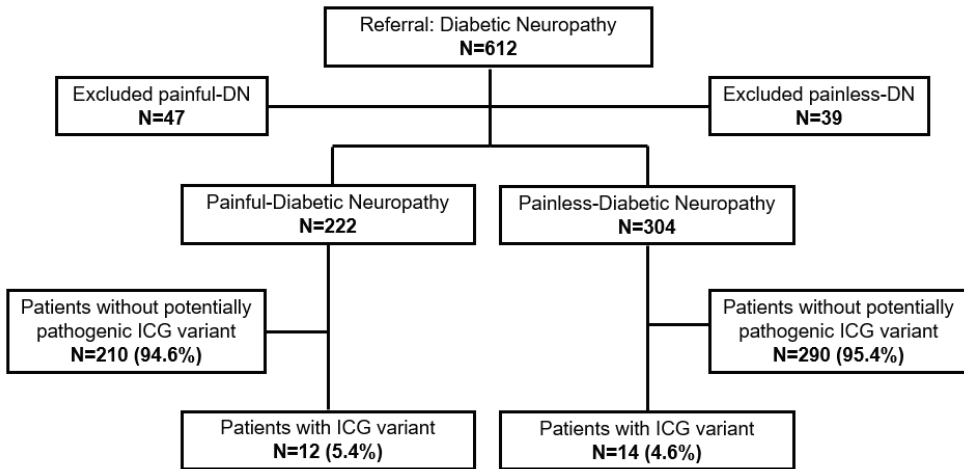 Referral: Diabetic Neuropathy
N=612
Excluded painful-DN
N=47
Excluded painless-DN
N=39
Painful-Diabetic Neuropathy
N=222
Painless-Diabetic Neuropathy
N=304
Patients without potentially
pathogenic ICG variant
N=210 (94.6%)
Patients without potentially
pathogenic ICG variant
N=290 (95.4%)
Patients with ICG variant
N=12 (5.4%)
Patients with ICG variant
N=14 (4.6%)